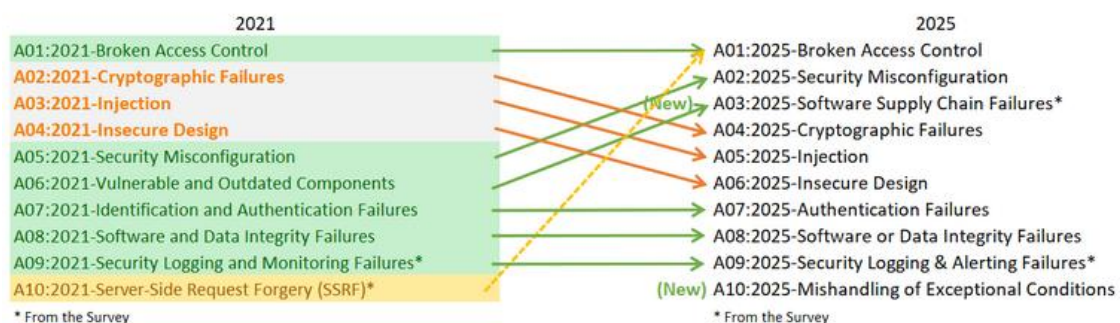 2021
A01:2021-Broken Access Control
A02:2021-Cryptographic Failures
A03:2021-Injection
A04:2021-Insecure Design
A05:2021-Security Misconfiguration
A06:2021-Vulnerable and Outdated Components
A07:2021-Identification and Authentication Failures
A08:2021-Software and Data Integrity Failures
A09:2021-Security Logging and Monitoring Failures*
A10:2021-Server-Side Request Forgery (SSRF)*
* From the Survey
2025
A01:2025-Broken Access Control
A02:2025-Security Misconfiguration
(New) A03:2025-Software Supply Chain Failures*
A04:2025-Cryptographic Failures
A05:2025-Injection
A06:2025-Insecure Design
A07:2025-Authentication Failures
A08:2025-Software or Data Integrity Failures
A09:2025-Security Logging & Alerting Failures*
(New) A10:2025-Mishandling of Exceptional Conditions
* From the Survey